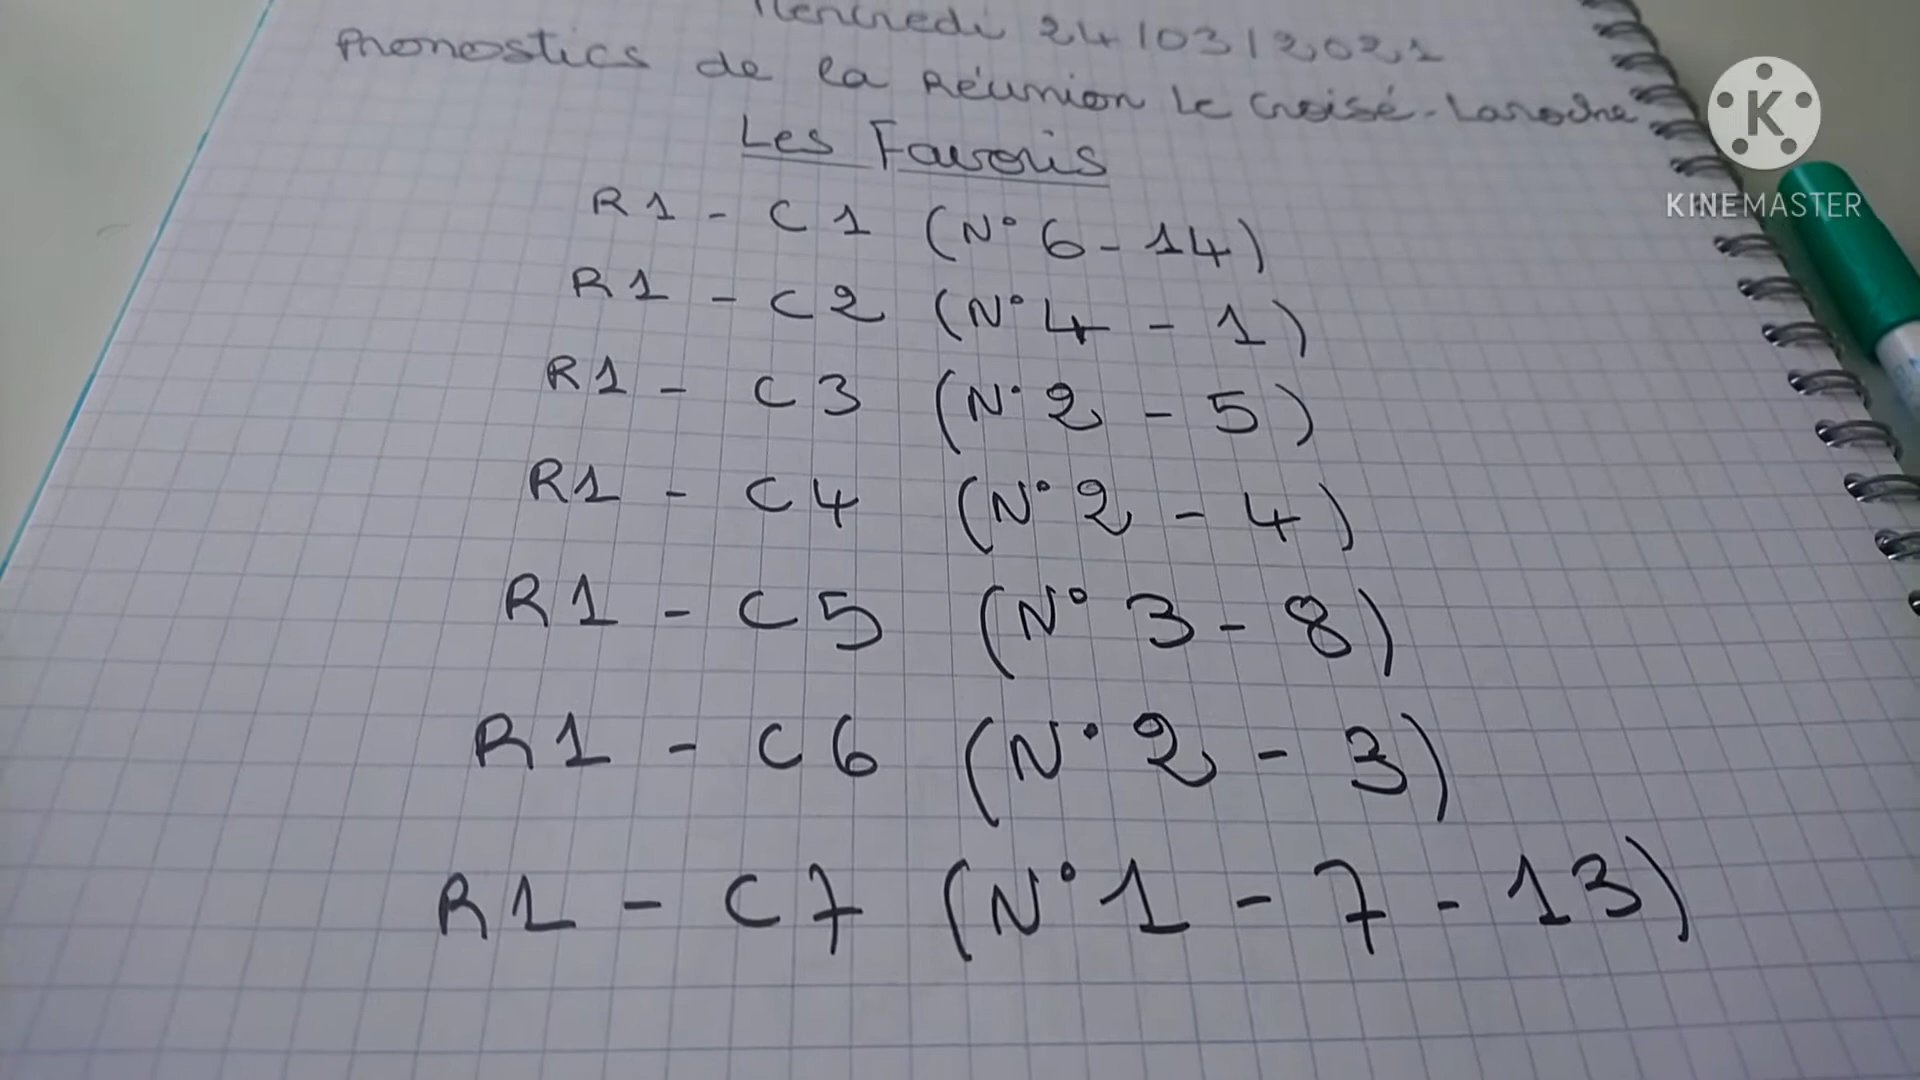 Mercredi 24/03/2021
Pronostics de la Réunion Le Croisé-Laroche
Les Favoris
R1 - C1 (N° 6 - 14)
R1 - C2 (N° 4 - 1)
R1 - C3 (N° 2 - 5)
R1 - C4 (N° 2 - 4)
R1 - C5 (N° 3 - 8)
R1 - C6 (N° 2 - 3)
R1 - C7 (N° 1 - 7 - 13)
K
KINEMASTER